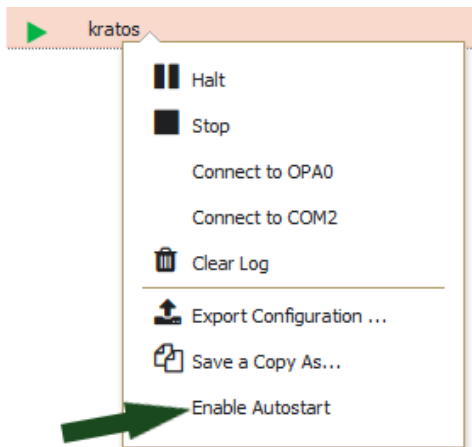 kratos
Halt
Stop
Connect to OPA0
Connect to COM2
Clear Log
Export Configuration ...
Save a Copy As...
Enable Autostart